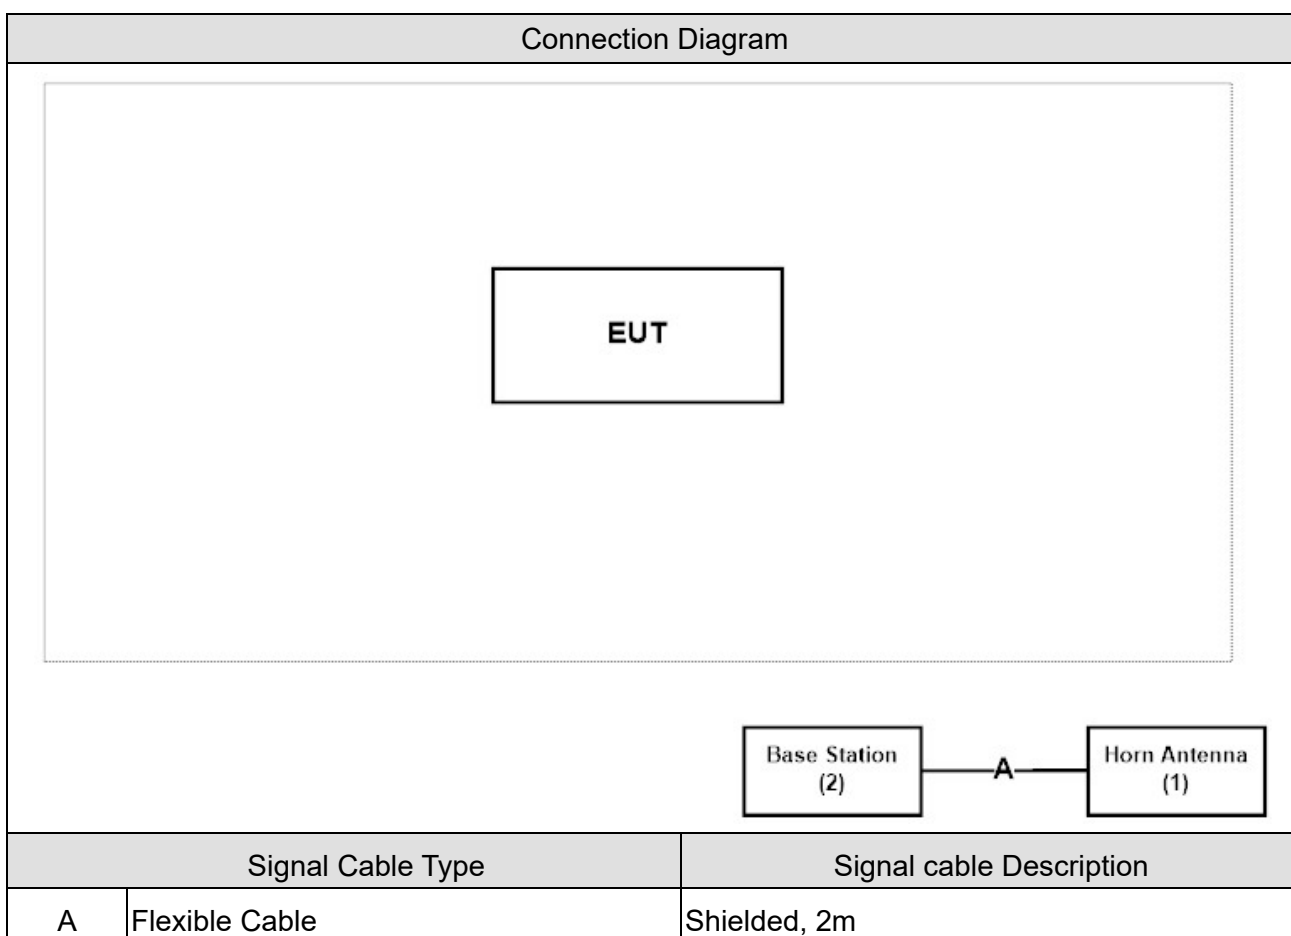 Connection Diagram
EUT
Base Station
(2)
A
Horn Antenna
(1)
Signal Cable Type
Signal cable Description
A
Flexible Cable
Shielded, 2m